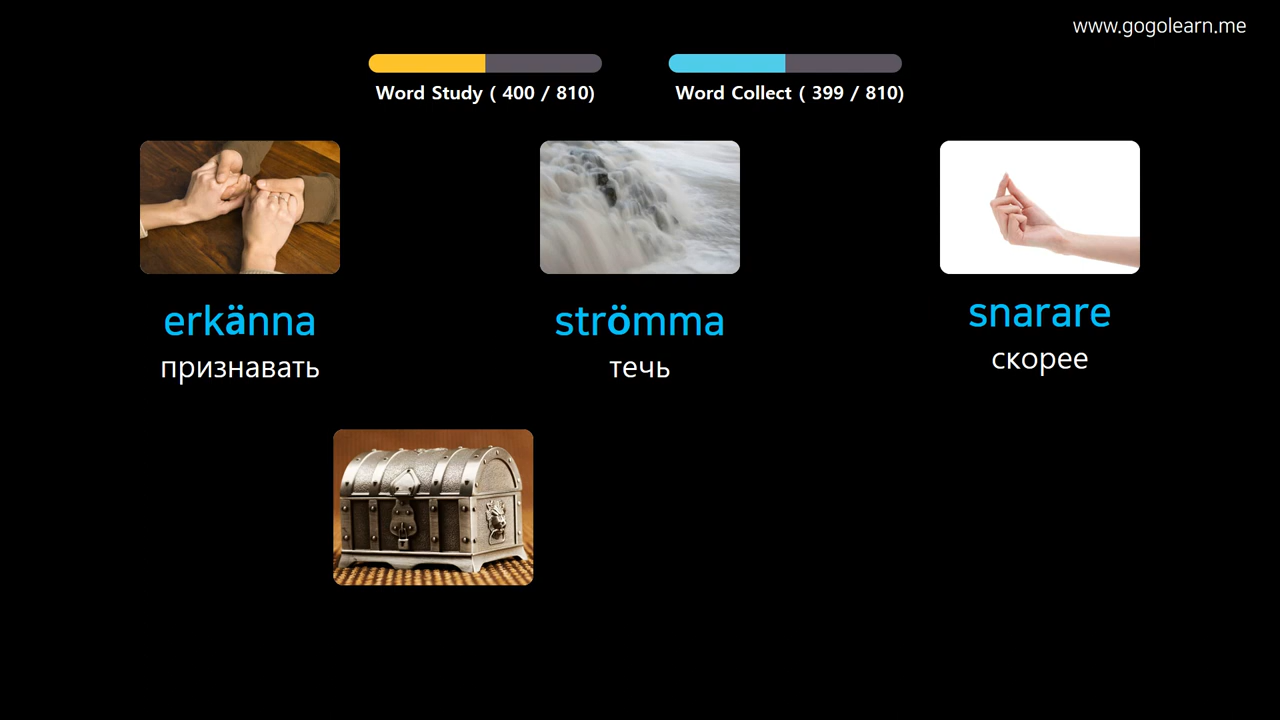 www.gogolearn.me
Word Study ( 400 / 810)
Word Collect ( 399 / 810)
erkänna
признавать
strömma
течь
snarare
скорее